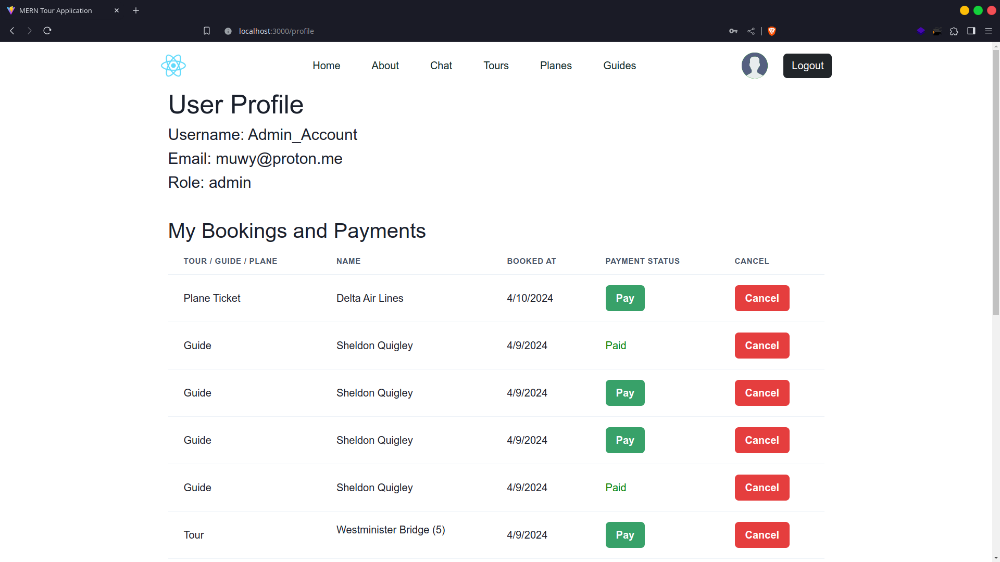 MERN Tour Application
localhost:3000/profile
Home About Chat Tours Planes Guides Logout
User Profile
Username: Admin_Account
Email: muwy@proton.me
Role: admin
My Bookings and Payments
TOUR / GUIDE / PLANE NAME BOOKED AT PAYMENT STATUS CANCEL
Plane Ticket Delta Air Lines 4/10/2024 Pay Cancel
Guide Sheldon Quigley 4/9/2024 Paid Cancel
Guide Sheldon Quigley 4/9/2024 Pay Cancel
Guide Sheldon Quigley 4/9/2024 Pay Cancel
Guide Sheldon Quigley 4/9/2024 Paid Cancel
Tour Westminister Bridge (5) 4/9/2024 Pay Cancel